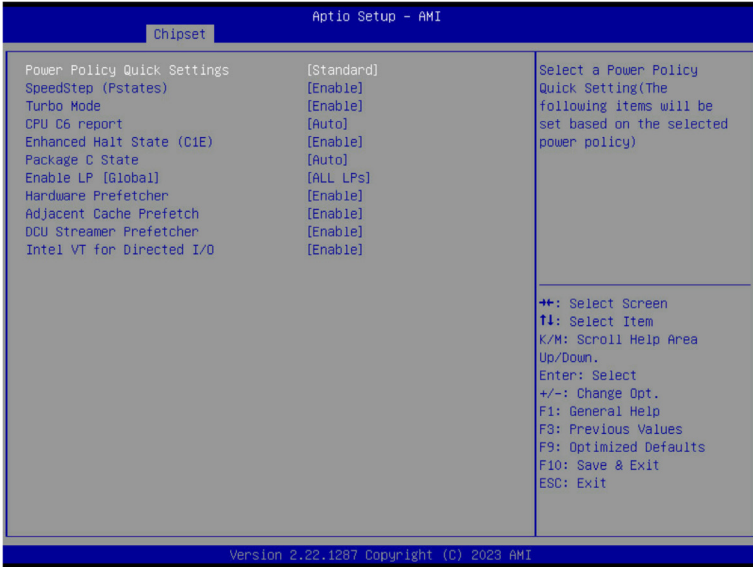 Aptio Setup – AMI
Chipset
Power Policy Quick Settings [Standard]
SpeedStep (Pstates) [Enable]
Turbo Mode [Enable]
CPU C6 report [Auto]
Enhanced Halt State (C1E) [Enable]
Package C State [Auto]
Enable LP [Global] [ALL LPs]
Hardware Prefetcher [Enable]
Adjacent Cache Prefetch [Enable]
DCU Streamer Prefetcher [Enable]
Intel VT for Directed I/O [Enable]
Select a Power Policy
Quick Setting(The
following items will be
set based on the selected
power policy)
→←: Select Screen
↑↓: Select Item
K/M: Scroll Help Area
Up/Down.
Enter: Select
+/-: Change Opt.
F1: General Help
F3: Previous Values
F9: Optimized Defaults
F10: Save & Exit
ESC: Exit
Version 2.22.1287 Copyright (C) 2023 AMI